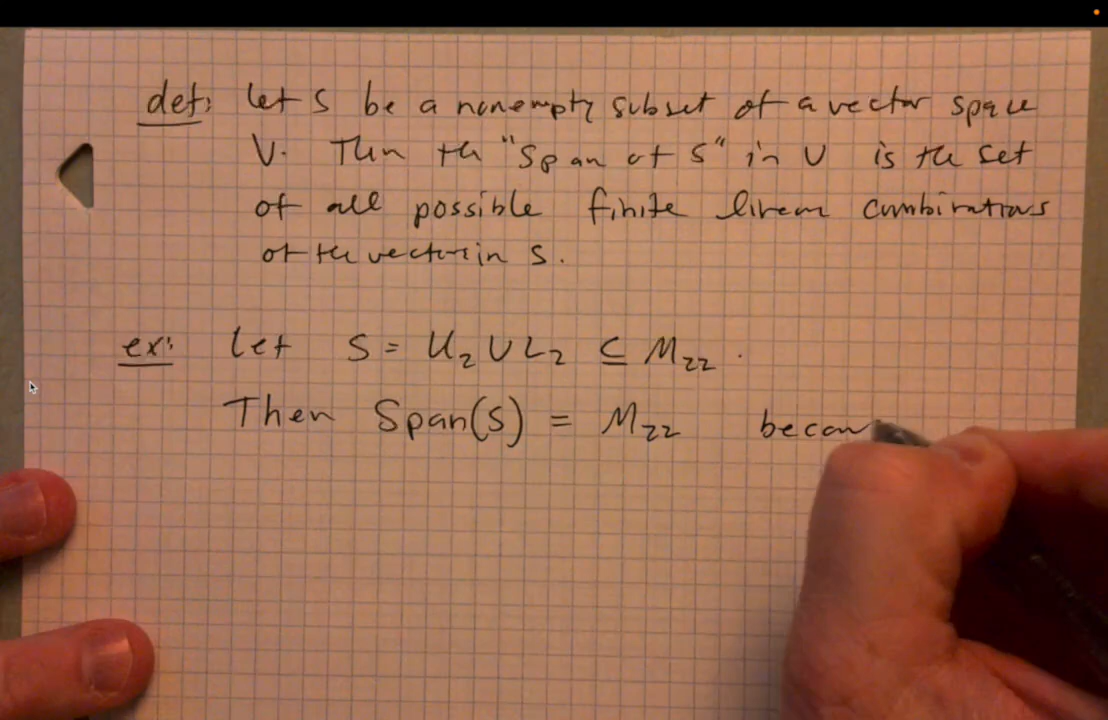 def: Let S be a nonempty subset of a vector space
V. Then the "Span of S" in V is the set
of all possible finite linear combinations
of the vectors in S.
ex: Let S = U₂ ∪ L₂ ⊆ M₂₂.
Then Span(S) = M₂₂ becau